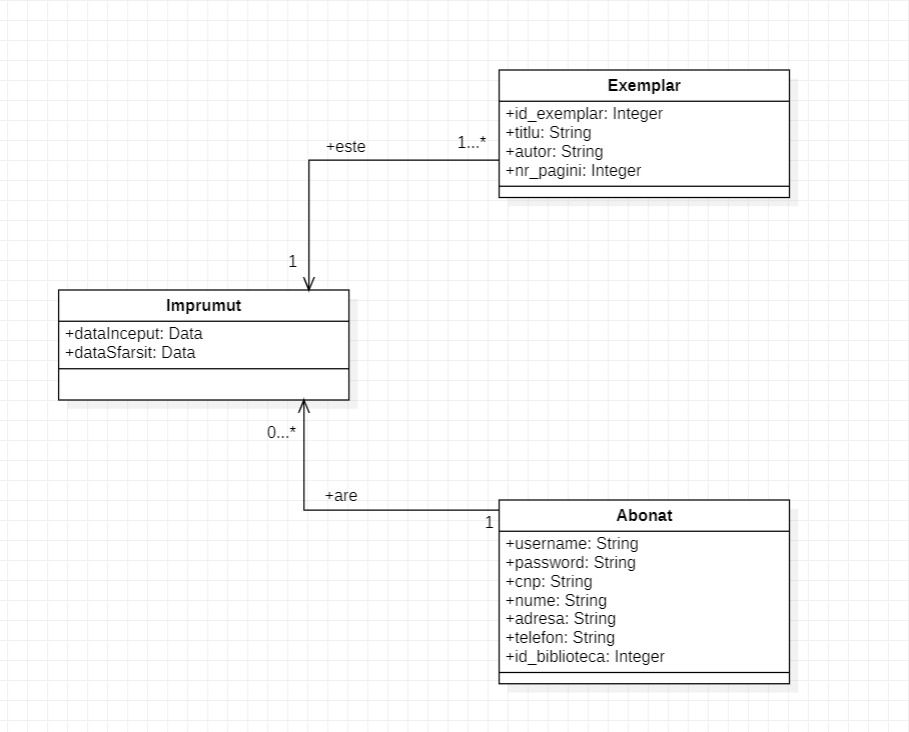 Exemplar
+id_exemplar: Integer
+titlu: String
+autor: String
+nr_pagini: Integer
+este
1...*
1
Imprumut
+dataInceput: Data
+dataSfarsit: Data
0...*
+are
1
Abonat
+username: String
+password: String
+cnp: String
+nume: String
+adresa: String
+telefon: String
+id_biblioteca: Integer